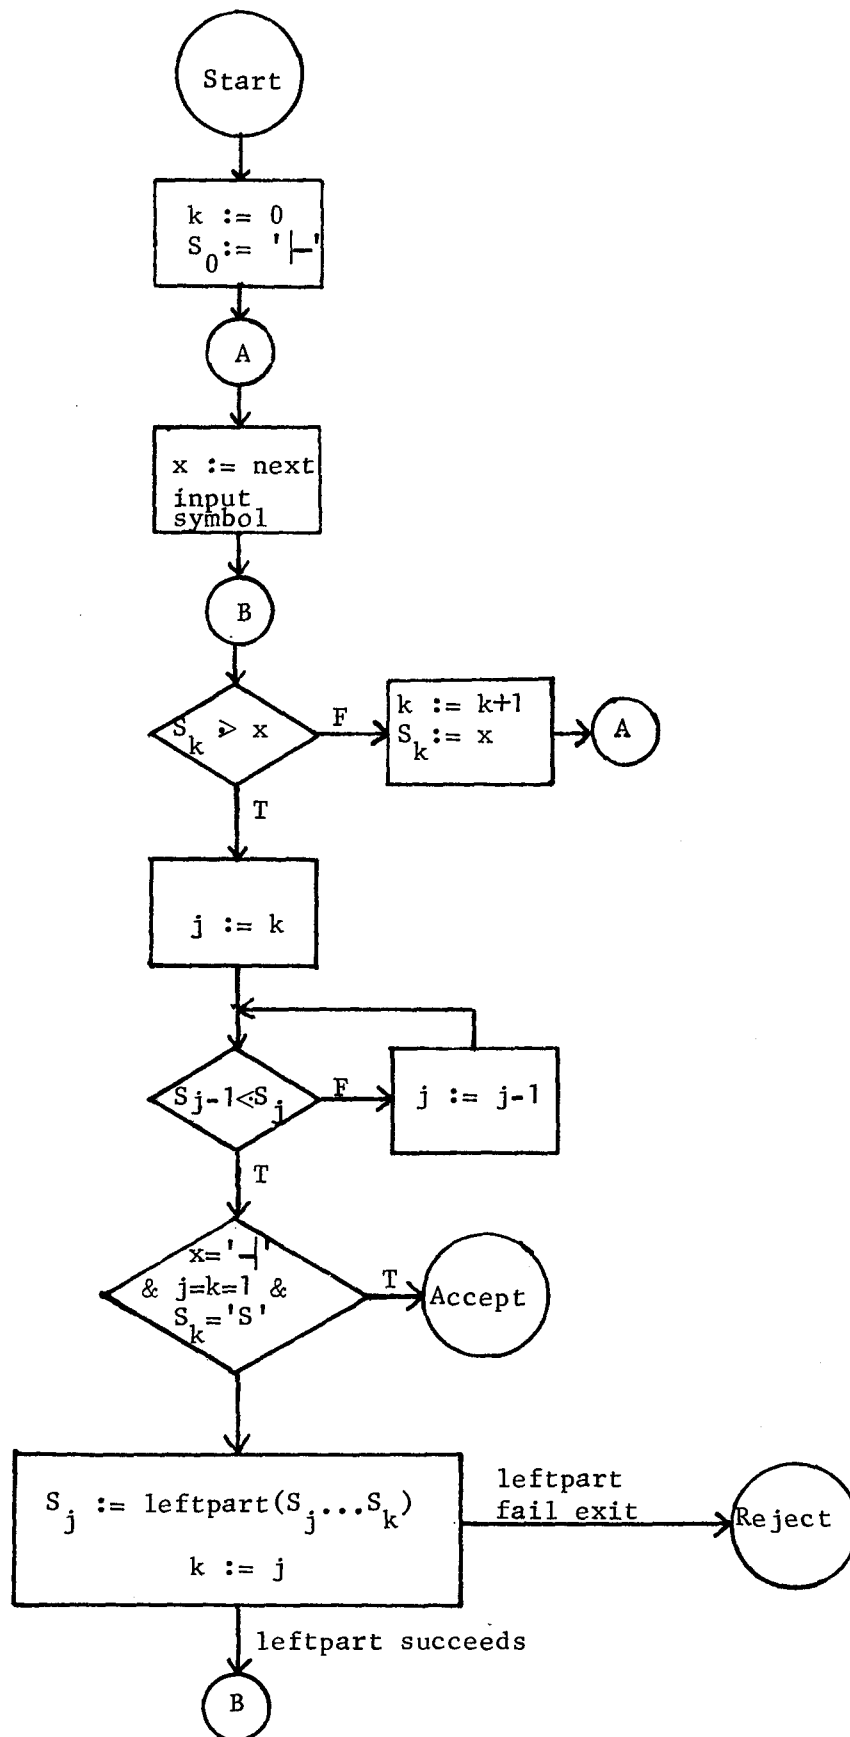 Start
k := 0
S₀:= '⊢'
A
x := next
input
symbol
B
Sₖ ⋗ x
F
k := k+1
Sₖ:= x
A
T
j := k
Sⱼ₋₁⋖Sⱼ
F
j := j-1
T
x='⊣'
& j=k=1 &
Sₖ='S'
T
Accept
Sⱼ := leftpart(Sⱼ...Sₖ)
k := j
leftpart
fail exit
Reject
leftpart succeeds
B